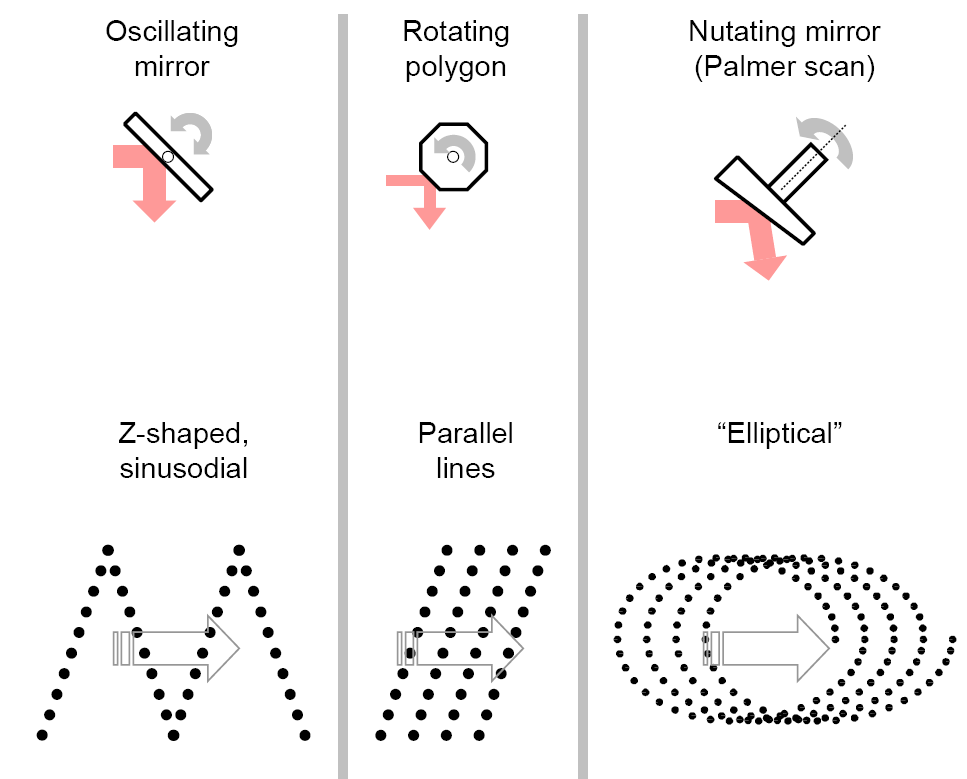 Oscillating
mirror
Rotating
polygon
Nutating mirror
(Palmer scan)
Z-shaped,
sinusodial
Parallel
lines
“Elliptical”